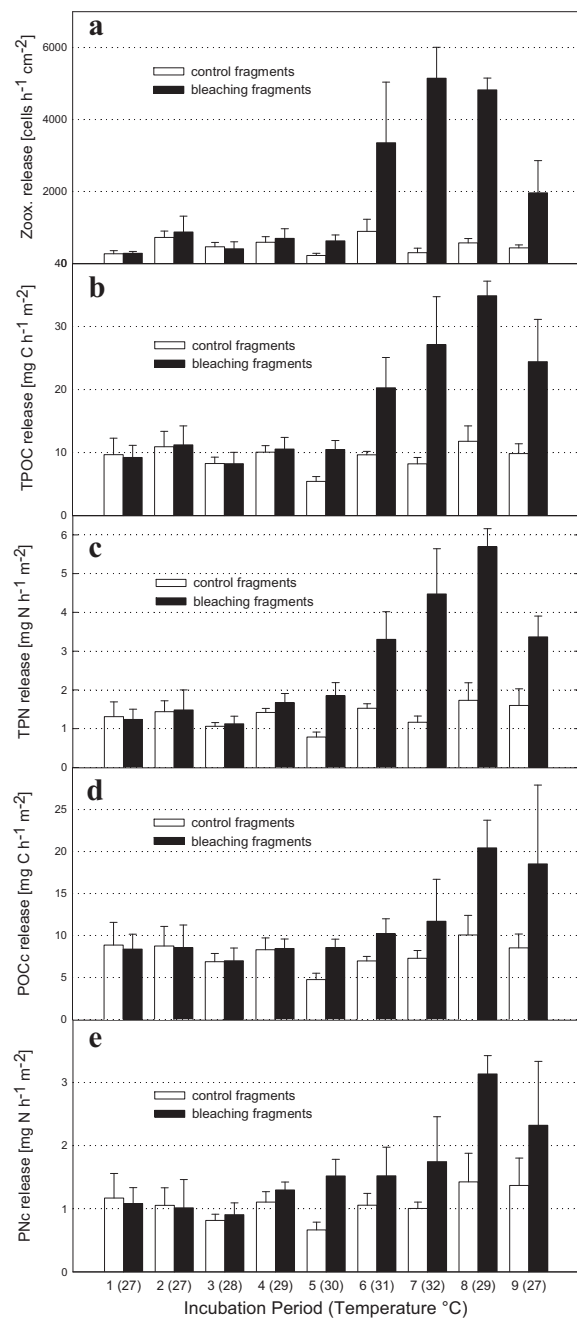 a
6000
4000
2000
0
Zoox. release [cells h-1 cm-2]
control fragments
bleaching fragments
b
40
30
20
10
0
TPOC release [mg C h-1 m-2]
control fragments
bleaching fragments
c
6
5
4
3
2
1
0
TPN release [mg N h-1 m-2]
control fragments
bleaching fragments
d
25
20
15
10
5
0
POCc release [mg C h-1 m-2]
control fragments
bleaching fragments
e
3
2
1
0
PNc release [mg N h-1 m-2]
control fragments
bleaching fragments
1 (27) 2 (27) 3 (28) 4 (29) 5 (30) 6 (31) 7 (32) 8 (29) 9 (27)
Incubation Period (Temperature °C)